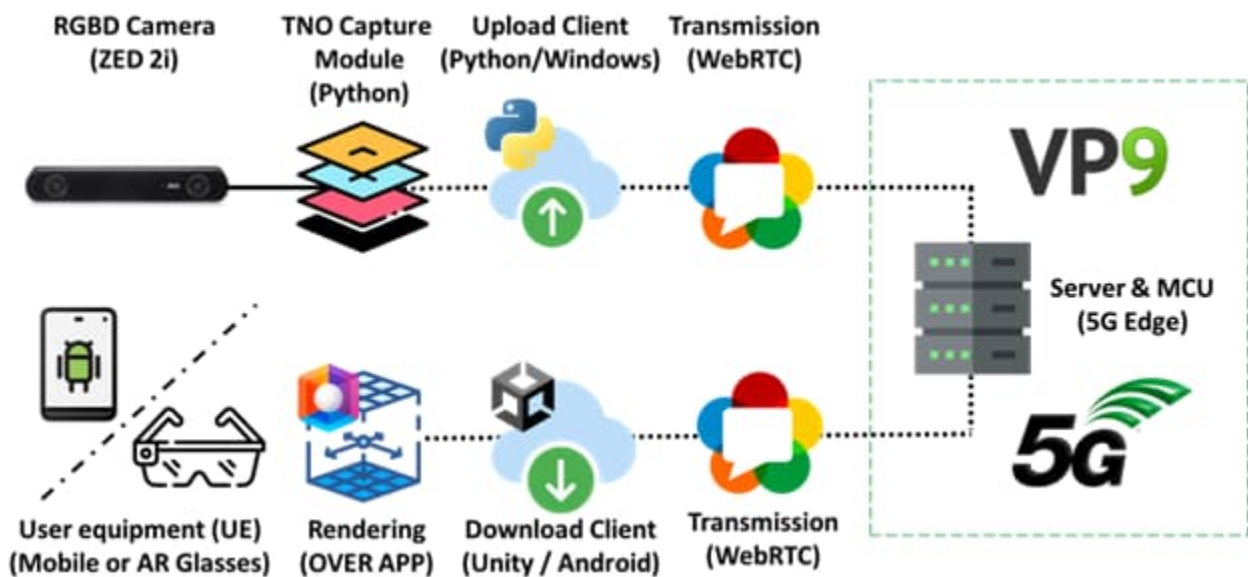 RGBD Camera
(ZED 2i)
TNO Capture
Module
(Python)
Upload Client
(Python/Windows)
Transmission
(WebRTC)
VP9
Server & MCU
(5G Edge)
5G
User equipment (UE)
(Mobile or AR Glasses)
Rendering
(OVER APP)
Download Client
(Unity / Android)
Transmission
(WebRTC)